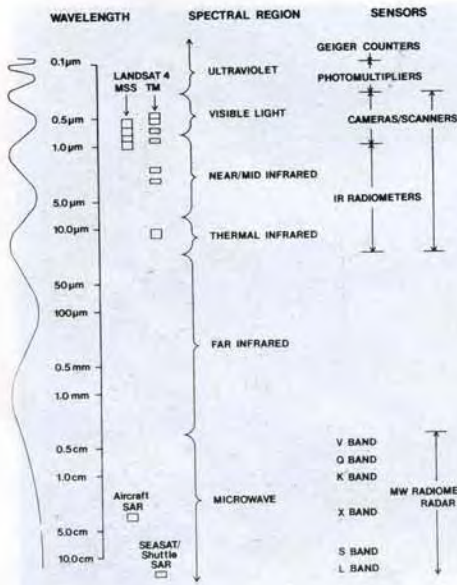 WAVELENGTH SPECTRAL REGION SENSORS
GEIGER COUNTERS
0.1µm
LANDSAT 4
MSS TM
ULTRAVIOLET
PHOTOMULTIPLIERS
0.5µm
VISIBLE LIGHT
CAMERAS/SCANNERS
1.0µm
NEAR/MID INFRARED
IR RADIOMETERS
5.0µm
10.0µm
THERMAL INFRARED
50µm
100µm
FAR INFRARED
0.5mm
1.0mm
V BAND
0.5cm
Q BAND
1.0cm
K BAND
Aircraft
SAR
MICROWAVE
MW RADIOME
RADAR
X BAND
5.0cm
SEASAT/
Shuttle
SAR
S BAND
10.0cm
L BAND